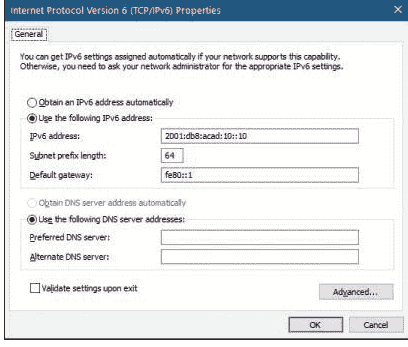 Internet Protocol Version 6 (TCP/IPv6) Properties
General
You can get IPv6 settings assigned automatically if your network supports this capability.
Otherwise, you need to ask your network administrator for the appropriate IPv6 settings.
Obtain an IPv6 address automatically
Use the following IPv6 address:
IPv6 address: 2001:db8:acad:10::10
Subnet prefix length: 64
Default gateway: fe80::1
Obtain DNS server address automatically
Use the following DNS server addresses:
Preferred DNS server:
Alternate DNS server:
Validate settings upon exit
Advanced...
OK Cancel